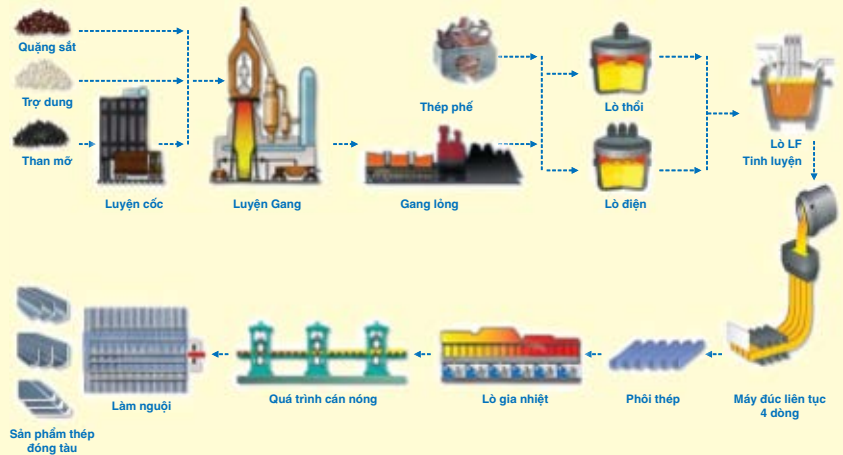 Quặng sắt
Trợ dung
Than mỡ
Luyện cốc
Luyện Gang
Thép phế
Gang lỏng
Lò thổi
Lò điện
Lò LF
Tinh luyện
Máy đúc liên tục
4 dòng
Phôi thép
Lò gia nhiệt
Quá trình cán nóng
Làm nguội
Sản phẩm thép
đóng tàu